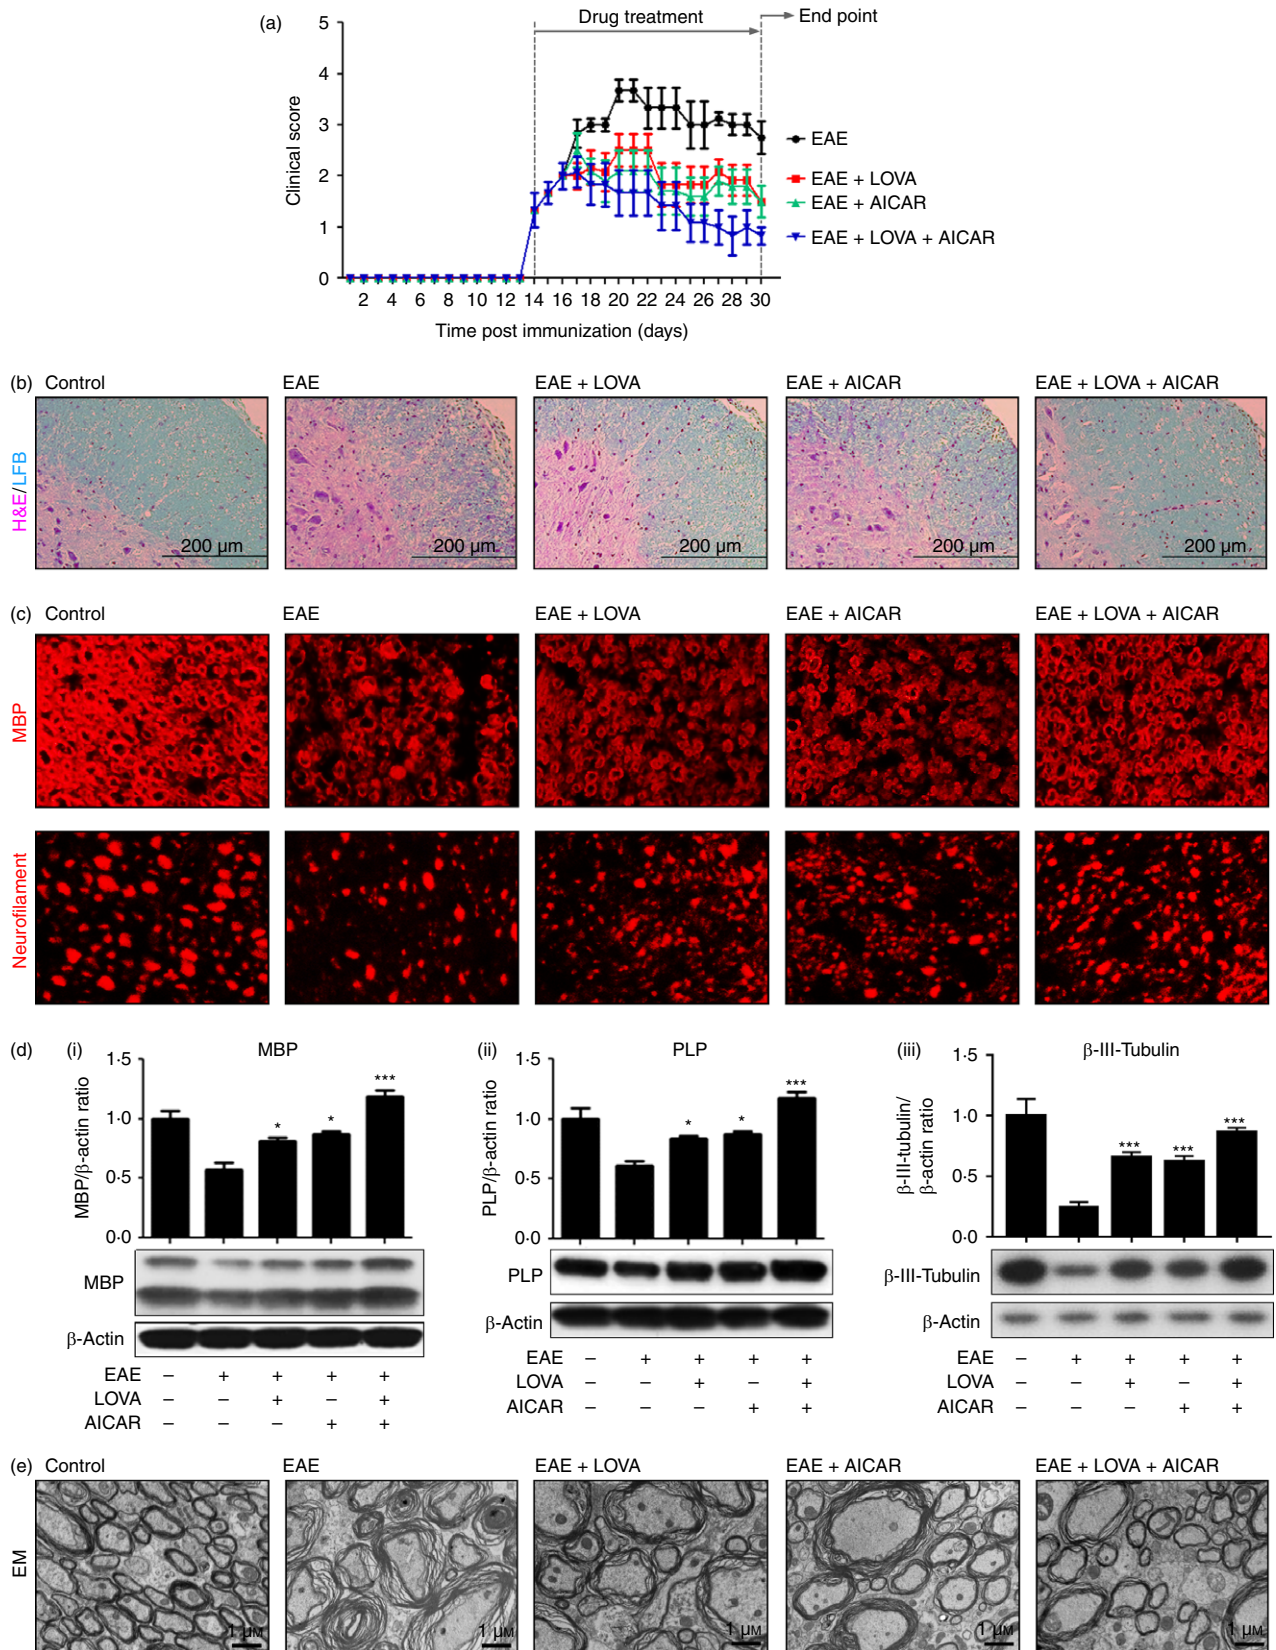 (a)
Drug treatment
End point
5
4
3
2
1
0
Clinical score
2 4 6 8 10 12 14 16 18 20 22 24 26 28 30
Time post immunization (days)
EAE
EAE + LOVA
EAE + AICAR
EAE + LOVA + AICAR
(b) Control EAE EAE + LOVA EAE + AICAR EAE + LOVA + AICAR
H&E/LFB
200 µm 200 µm 200 µm 200 µm 200 µm
(c) Control EAE EAE + LOVA EAE + AICAR EAE + LOVA + AICAR
MBP
Neurofilament
(d) (i) MBP
1·5
1·0
0·5
0·0
MBP/β-actin ratio
* * ***
MBP
β-Actin
EAE – + + + +
LOVA – – + – +
AICAR – – – + +
(ii) PLP
1·5
1·0
0·5
0·0
PLP/β-actin ratio
* * ***
PLP
β-Actin
EAE – + + + +
LOVA – – + – +
AICAR – – – + +
(iii) β-III-Tubulin
1·5
1·0
0·5
0·0
β-III-tubulin/
β-actin ratio
*** *** ***
β-III-Tubulin
β-Actin
EAE – + + + +
LOVA – – + – +
AICAR – – – + +
(e) Control EAE EAE + LOVA EAE + AICAR EAE + LOVA + AICAR
EM
1 µM 1 µM 1 µM 1 µM 1 µM